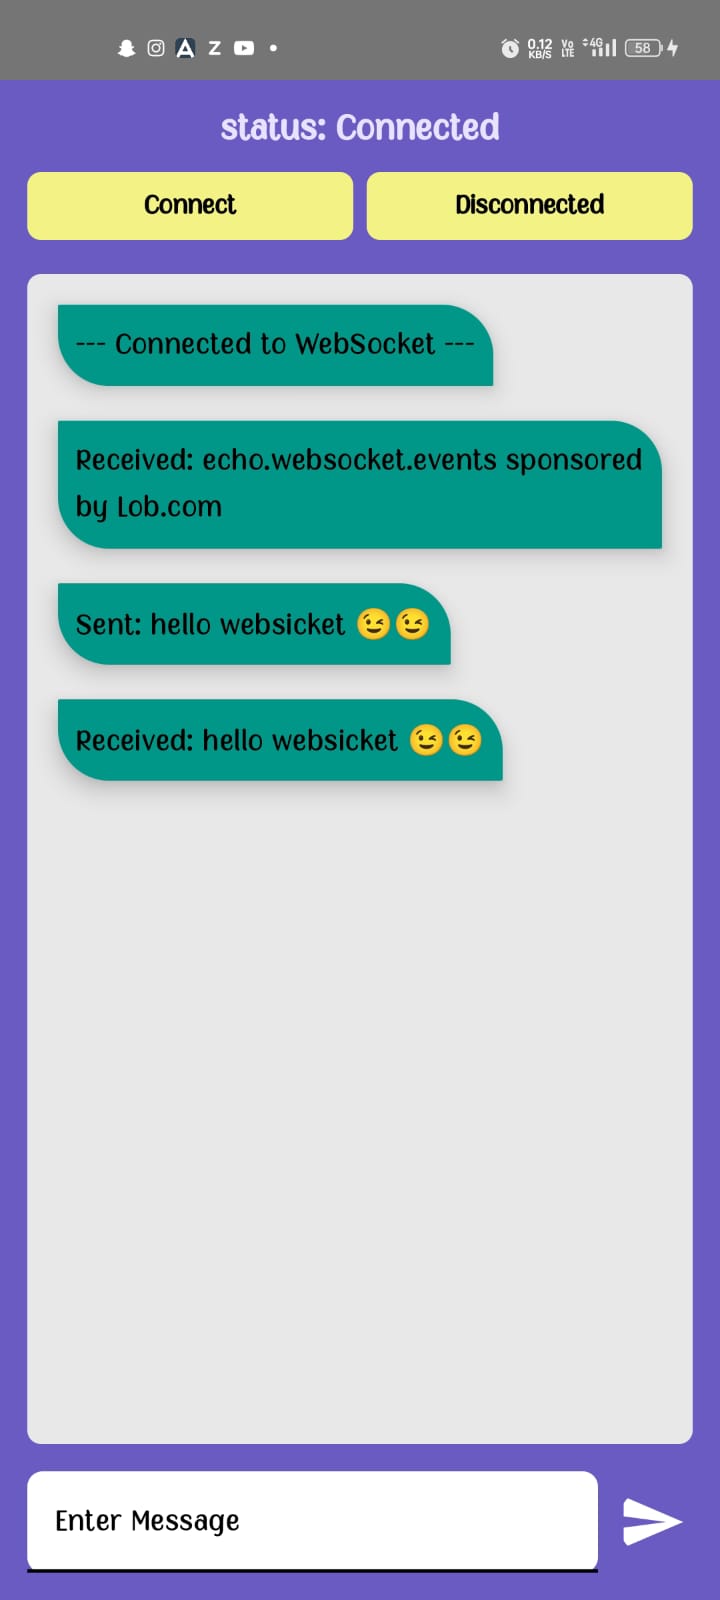 0.12 KB/S Vo LTE 4G 58
status: Connected
Connect Disconnected
--- Connected to WebSocket ---
Received: echo.websocket.events sponsored
by Lob.com
Sent: hello websicket 😉😉
Received: hello websicket 😉😉
Enter Message